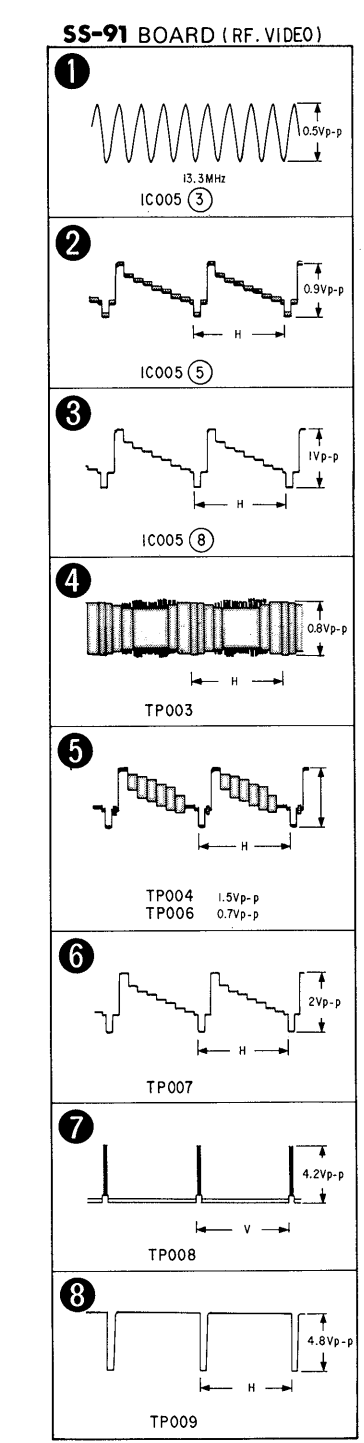 SS-91 BOARD (RF. VIDEO)
1
0.5Vp-p
13.3MHz
IC005 3
2
0.9Vp-p
H
IC005 5
3
1Vp-p
H
IC005 8
4
0.8Vp-p
H
TP003
5
H
TP004 1.5Vp-p
TP006 0.7Vp-p
6
2Vp-p
H
TP007
7
4.2Vp-p
V
TP008
8
4.8Vp-p
H
TP009